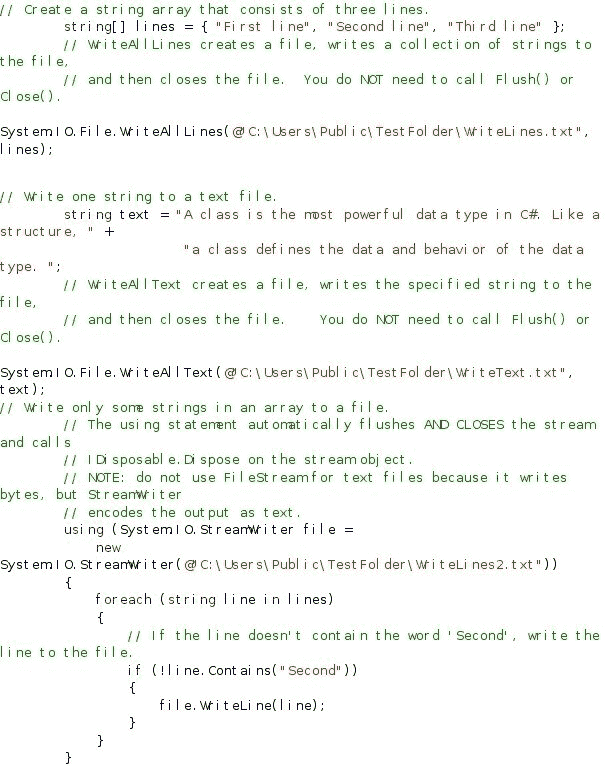 // Create a string array that consists of three lines.
string[] lines = { "First line", "Second line", "Third line" };
// WriteAllLines creates a file, writes a collection of strings to
the file,
// and then closes the file.  You do NOT need to call Flush() or
Close().
System.IO.File.WriteAllLines(@"C:\Users\Public\TestFolder\WriteLines.txt",
lines);
// Write one string to a text file.
string text = "A class is the most powerful data type in C#. Like a
structure, " +
"a class defines the data and behavior of the data
type. ";
// WriteAllText creates a file, writes the specified string to the
file,
// and then closes the file.    You do NOT need to call Flush() or
Close().
System.IO.File.WriteAllText(@"C:\Users\Public\TestFolder\WriteText.txt",
text);
// Write only some strings in an array to a file.
// The using statement automatically flushes AND CLOSES the stream
and calls
// IDisposable.Dispose on the stream object.
// NOTE: do not use FileStream for text files because it writes
bytes, but StreamWriter
// encodes the output as text.
using (System.IO.StreamWriter file =
new
System.IO.StreamWriter(@"C:\Users\Public\TestFolder\WriteLines2.txt"))
{
foreach (string line in lines)
{
// If the line doesn't contain the word 'Second', write the
line to the file.
if (!line.Contains("Second"))
{
file.WriteLine(line);
}
}
}